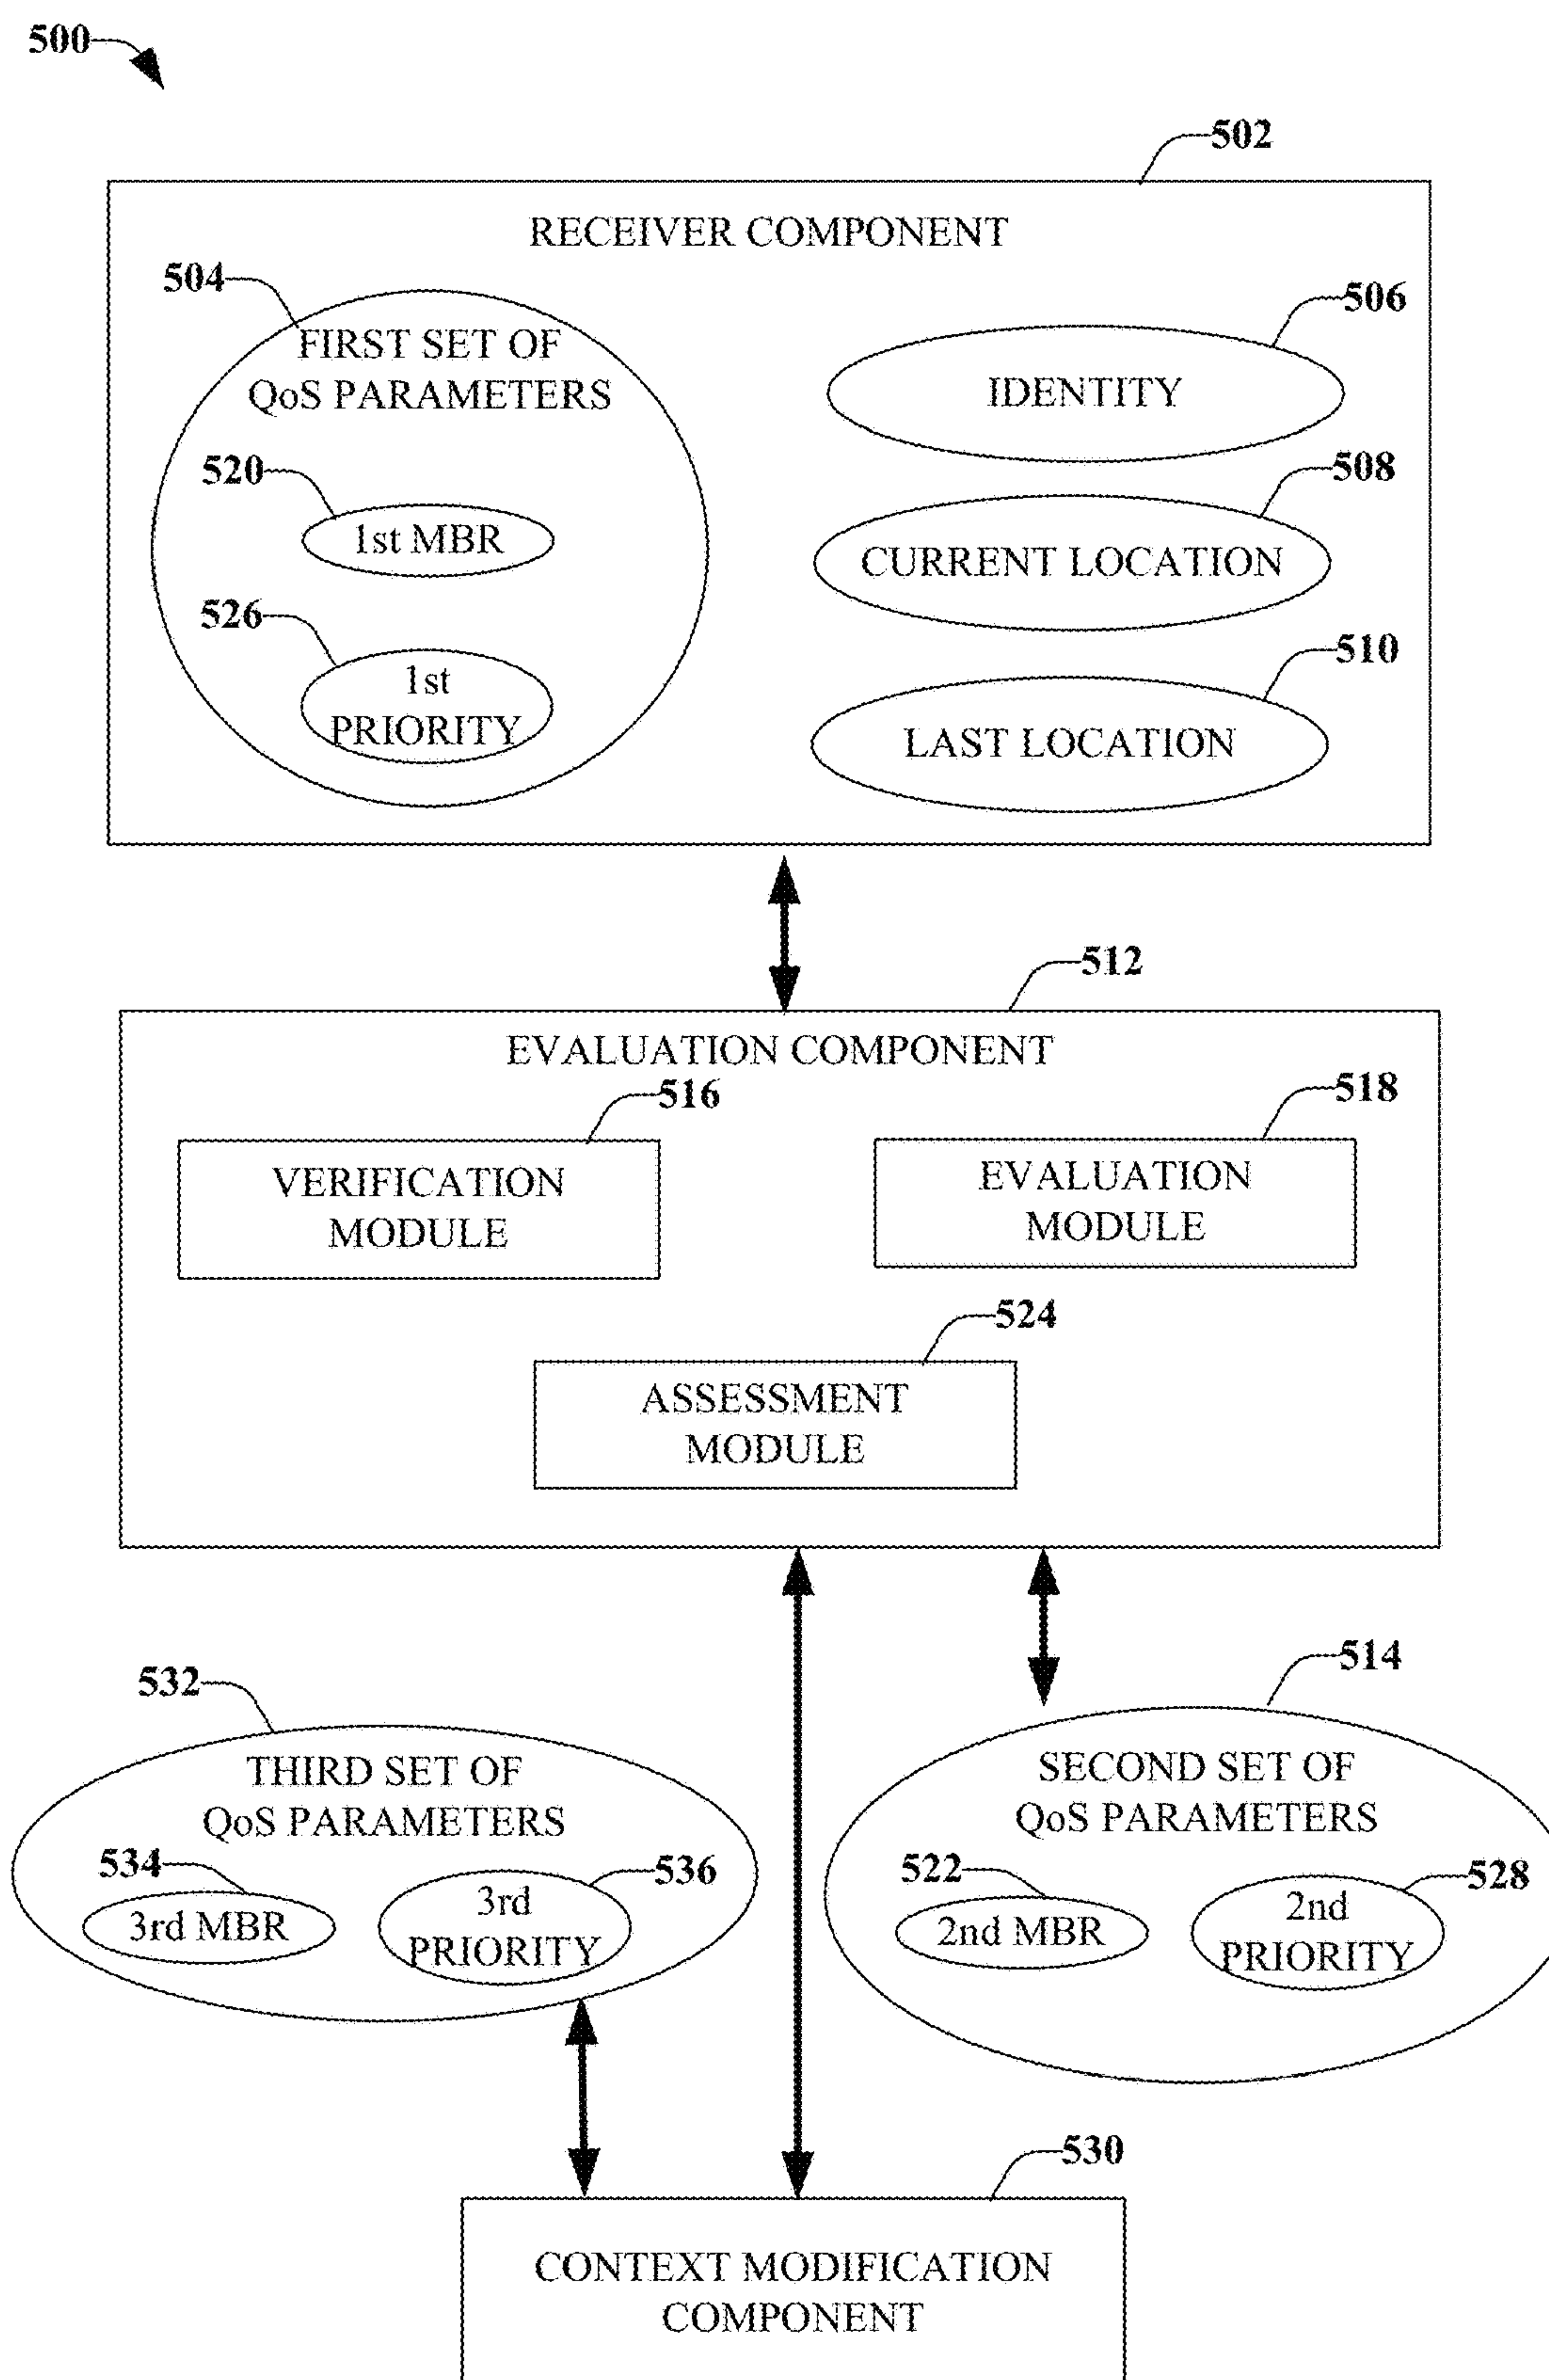 500
502
RECEIVER COMPONENT
504
506
FIRST SET OF
QoS PARAMETERS
IDENTITY
520
508
1st MBR
CURRENT LOCATION
526
510
1st
PRIORITY
LAST LOCATION
512
EVALUATION COMPONENT
516
518
VERIFICATION
MODULE
EVALUATION
MODULE
524
ASSESSMENT
MODULE
532
514
THIRD SET OF
QoS PARAMETERS
SECOND SET OF
QoS PARAMETERS
534
536
522
528
3rd MBR
3rd
PRIORITY
2nd MBR
2nd
PRIORITY
530
CONTEXT MODIFICATION
COMPONENT